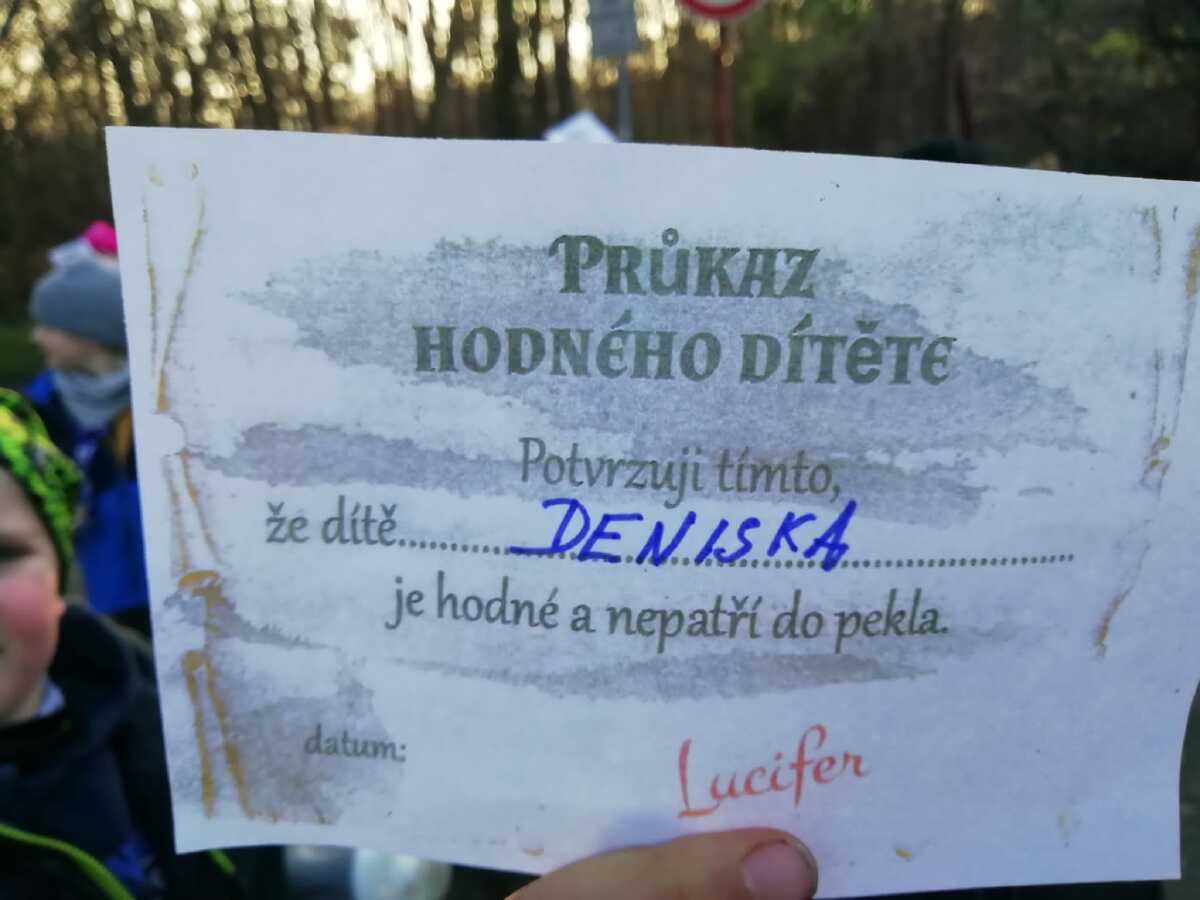 PRŮKAZ
HODNÉHO DÍTĚTE
Potvrzuji tímto,
že dítě..........DENISKA..........
je hodné a nepatří do pekla.
datum:
Lucifer